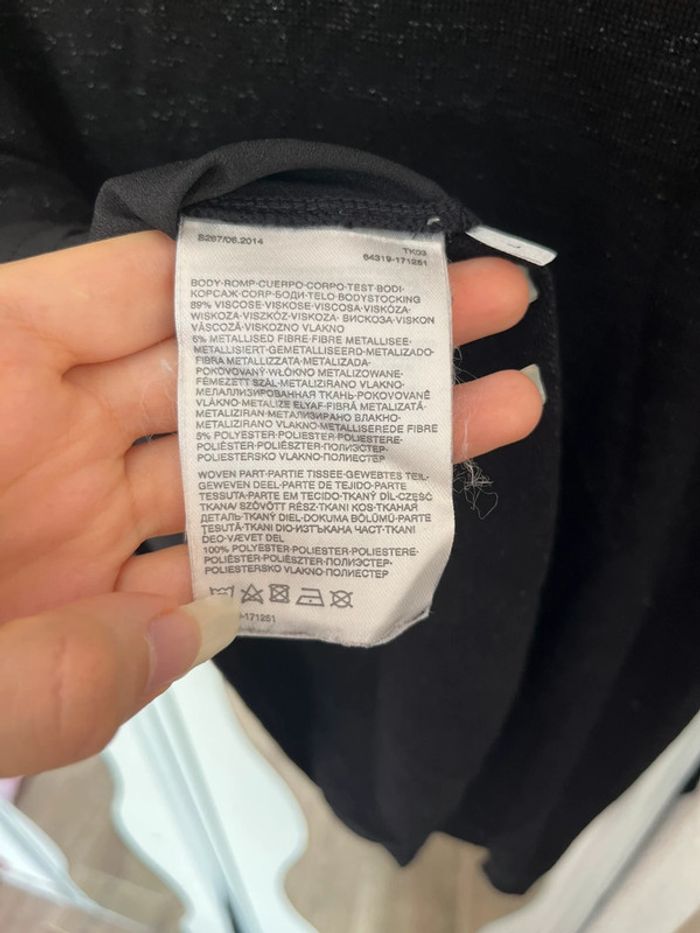 B287/06.2014
TK03
64319-171251
BODY·ROMP·CUERPO·CORPO·TEST·BODI·
КОРСАЖ·CORP·БОДИ·TELO·BODYSTOCKING
89% VISCOSE·VISKOSE·VISCOSA·VISKÓZA·
WISKOZA·VISZKÓZ·VISKOZA· ВИСКОЗА·VISKON
VÂSCOZĂ·VISKOZNO VLAKNO
6% METALLISED FIBRE·FIBRE METALLISEE·
METALLISIERT·GEMETALLISEERD·METALIZADO·
FIBRA METALLIZZATA·METALIZADA·
POKOVOVANÝ·WŁÓKNO METALIZOWANE·
FÉMEZETT SZÁL·METALIZIRANO VLAKNO·
МЕЛАЛЛИЗИРОВАННАЯ ТКАНЬ·POKOVOVANÉ
VLÁKNO·METALIZE ELYAF·FIBRĂ METALIZATĂ·
METALIZIRAN·МЕТАЛИЗИРАНО ВЛАКНО·
METALIZIRANO VLAKNO·METALLISEREDE FIBRE
5% POLYESTER·POLIESTER·POLIESTERE·
POLIÉSTER·POLIÉSZTER·ПОЛИЭСТЕР·
POLIESTERSKO VLAKNO·ПОЛИЕСТЕР
WOVEN PART·PARTIE TISSEE·GEWEBTES TEIL·
GEWEVEN DEEL·PARTE DE TEJIDO·PARTE
TESSUTA·PARTE EM TECIDO·TKANÝ DÍL·CZĘŚĆ
TKANA/ SZÖVÖTT RÉSZ·TKANI KOS·ТКАНАЯ
ДЕТАЛЬ·TKANÝ DIEL·DOKUMA BÖLÜMÜ·PARTE
ŢESUTĂ·TKANI DIO·ИЗТЪКАНА ЧАСТ·TKANI
DEO·VÆVET DEL
100% POLYESTER·POLIESTER·POLIESTERE·
POLIÉSTER·POLIÉSZTER·ПОЛИЭСТЕР·
POLIESTERSKO VLAKNO·ПОЛИЕСТЕР
9-171251